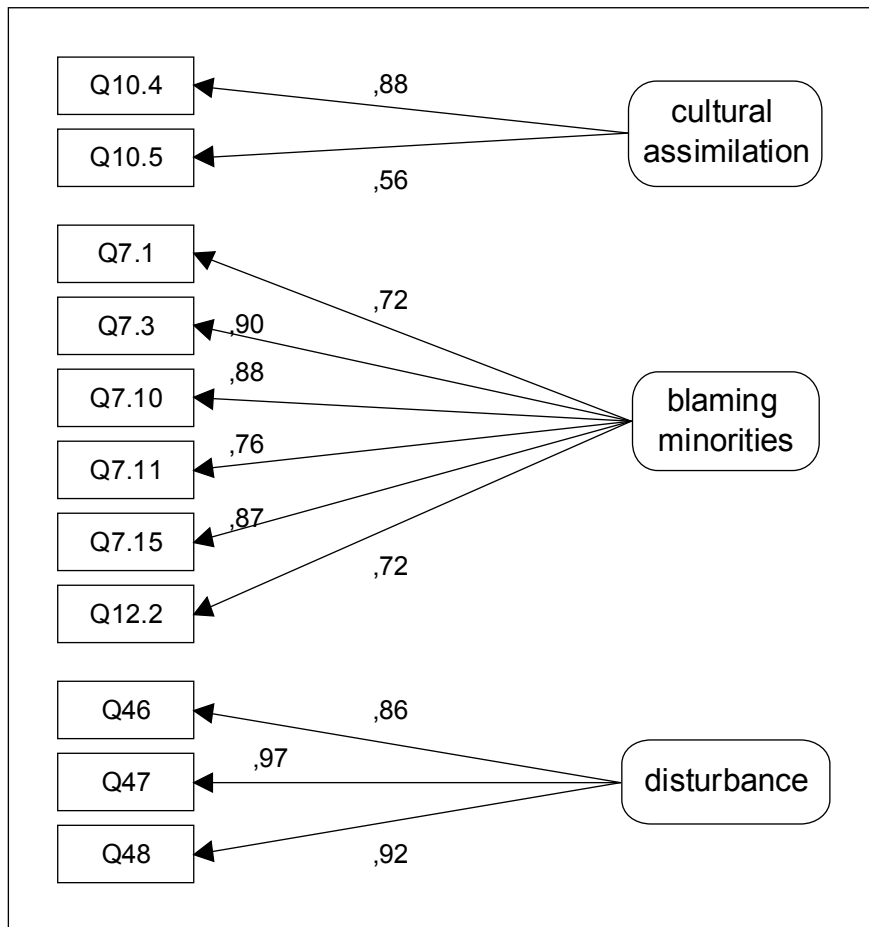 Q10.4
,88
cultural
assimilation
Q10.5
,56
Q7.1
,72
Q7.3
,90
Q7.10
,88
blaming
minorities
Q7.11
,76
Q7.15
,87
Q12.2
,72
Q46
,86
Q47
,97
disturbance
Q48
,92